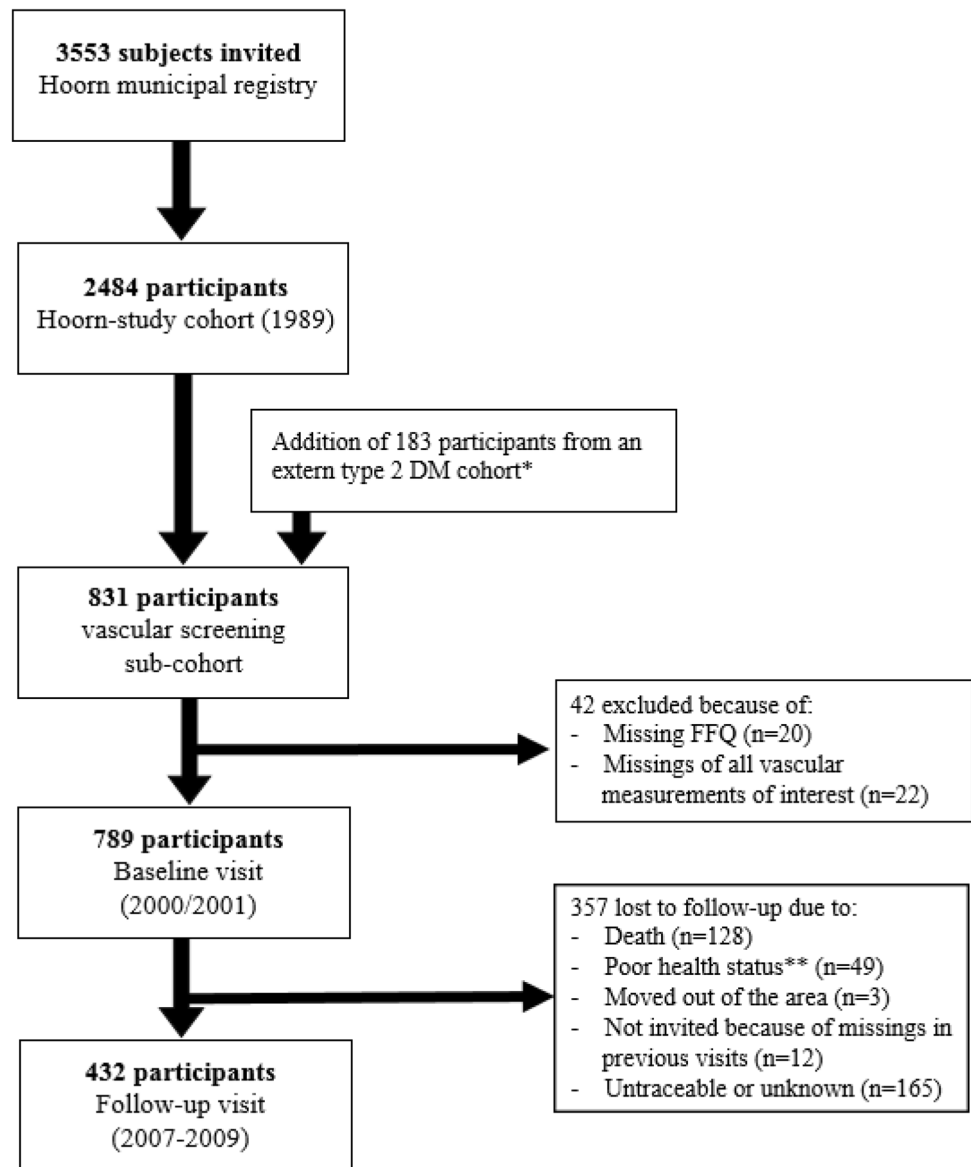 3553 subjects invited
Hoorn municipal registry
2484 participants
Hoorn-study cohort (1989)
Addition of 183 participants from an
extern type 2 DM cohort*
831 participants
vascular screening
sub-cohort
42 excluded because of:
- Missing FFQ (n=20)
- Missings of all vascular
measurements of interest (n=22)
789 participants
Baseline visit
(2000/2001)
357 lost to follow-up due to:
- Death (n=128)
- Poor health status** (n=49)
- Moved out of the area (n=3)
- Not invited because of missings in
previous visits (n=12)
- Untraceable or unknown (n=165)
432 participants
Follow-up visit
(2007-2009)